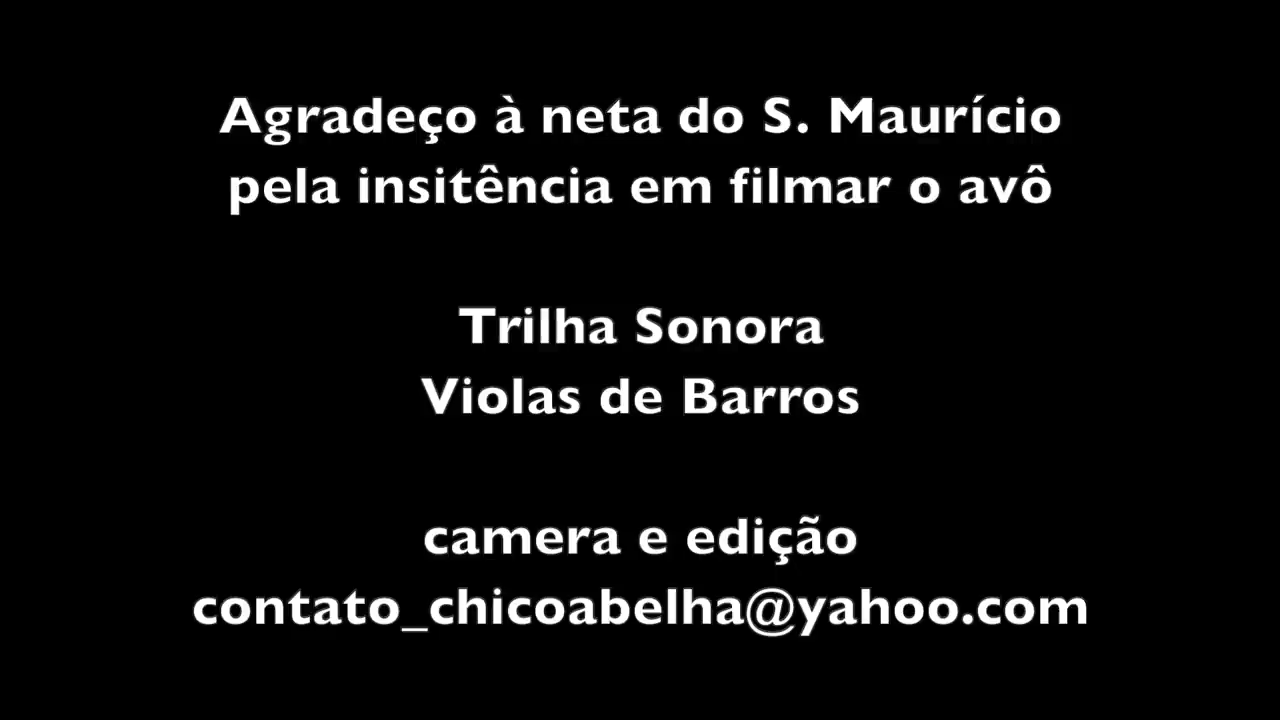 Agradeço à neta do S. Maurício
pela insitência em filmar o avô
Trilha Sonora
Violas de Barros
camera e edição
contato_chicoabelha@yahoo.com